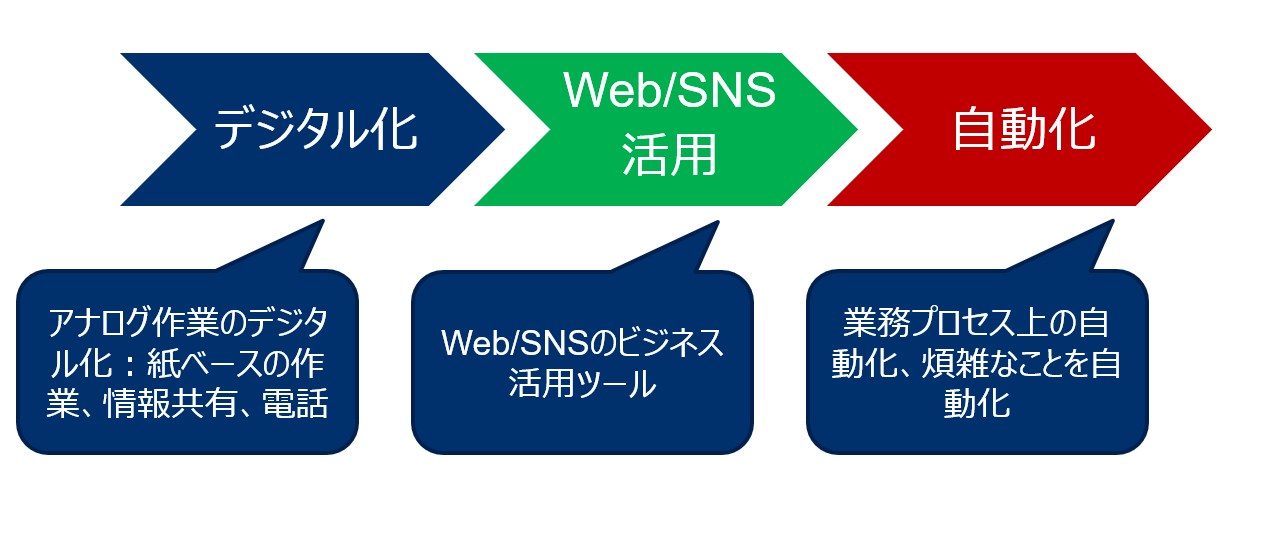 デジタル化
Web/SNS
活用
自動化
アナログ作業のデジタ
ル化：紙ベースの作
業、情報共有、電話
Web/SNSのビジネス
活用ツール
業務プロセス上の自
動化、煩雑なことを自
動化